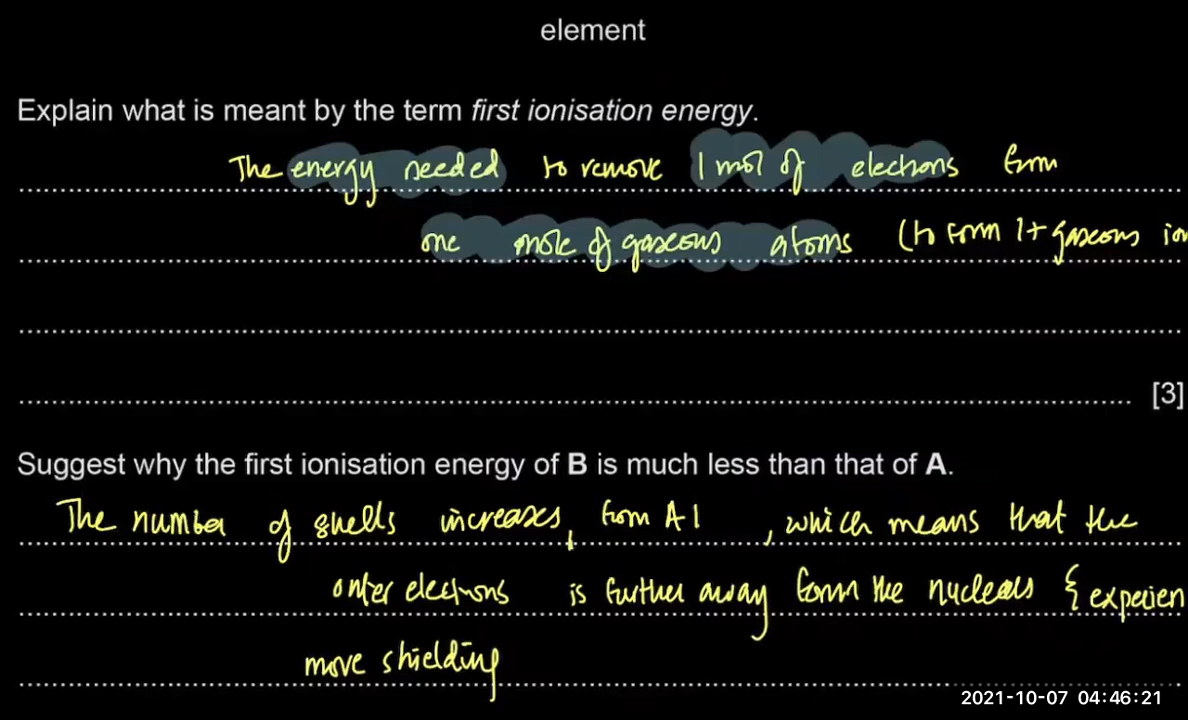 element
Explain what is meant by the term first ionisation energy.
The energy needed to remove 1 mol of electrons from
one mole of gaseous atoms (to form 1+ gaseous ion
[3]
Suggest why the first ionisation energy of B is much less than that of A.
The number of shells increases, from A1, which means that the
outer electrons is further away from the nucleus & experien
more shielding
2021-10-07 04:46:21